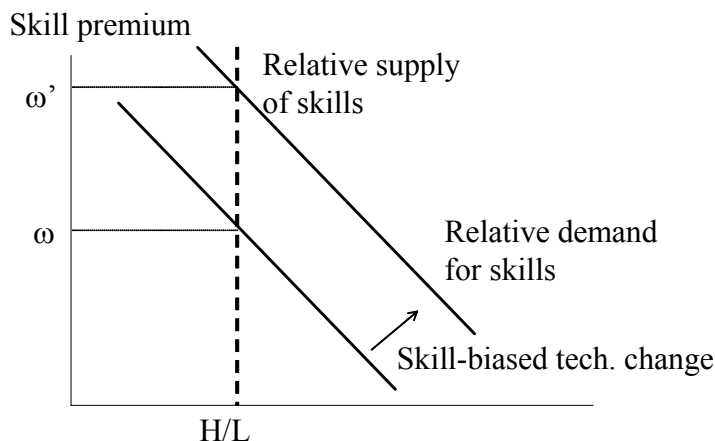 Skill premium
Relative supply
of skills
ω’
ω
Relative demand
for skills
Skill-biased tech. change
H/L